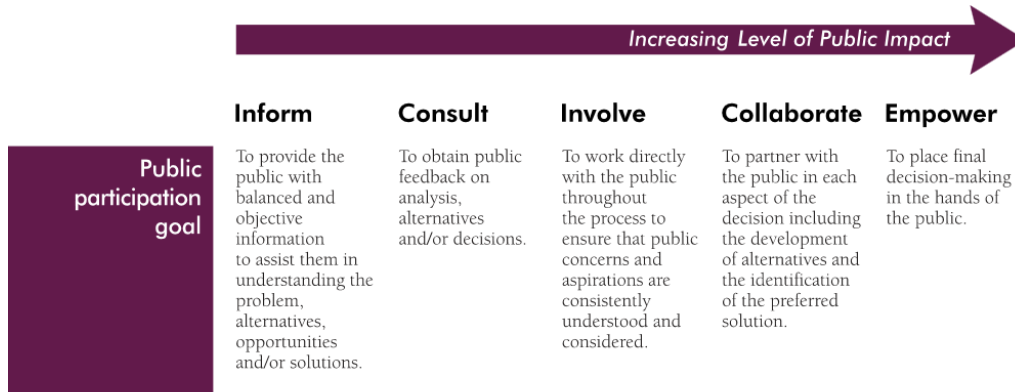 Increasing Level of Public Impact
Inform
Consult
Involve
Collaborate
Empower
Public
participation
goal
To provide the
public with
balanced and
objective
information
to assist them in
understanding the
problem,
alternatives,
opportunities
and/or solutions.
To obtain public
feedback on
analysis,
alternatives
and/or decisions.
To work directly
with the public
throughout
the process to
ensure that public
concerns and
aspirations are
consistently
understood and
considered.
To partner with
the public in each
aspect of the
decision including
the development
of alternatives and
the identification
of the preferred
solution.
To place final
decision-making
in the hands of
the public.